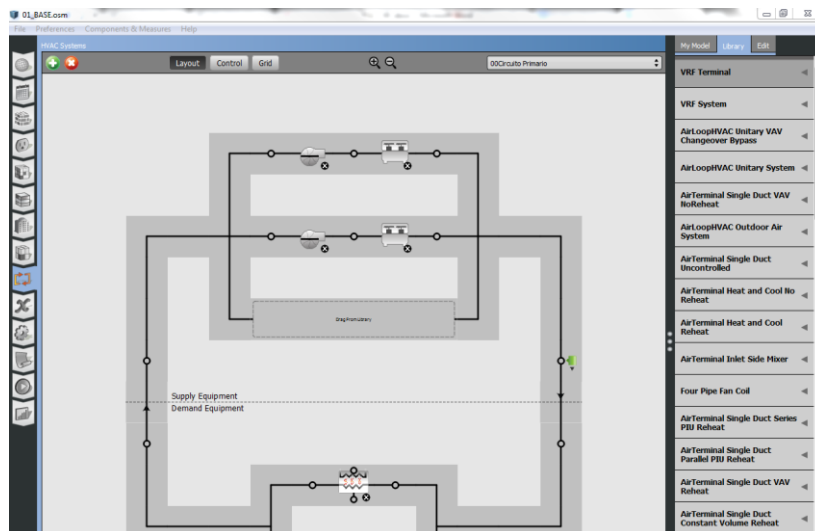 01_BASE.osm
File Preferences Components & Measures Help
HVAC Systems
My Model Library Edit
Layout Control Grid
00Circuito Primario
VRF Terminal
VRF System
AirLoopHVAC Unitary VAV
Changeover Bypass
AirLoopHVAC Unitary System
AirTerminal Single Duct VAV
NoReheat
AirLoopHVAC Outdoor Air
System
AirTerminal Single Duct
Uncontrolled
AirTerminal Heat and Cool No
Reheat
AirTerminal Heat and Cool
Reheat
AirTerminal Inlet Side Mixer
Four Pipe Fan Coil
AirTerminal Single Duct Series
PIU Reheat
AirTerminal Single Duct
Parallel PIU Reheat
AirTerminal Single Duct VAV
Reheat
AirTerminal Single Duct
Constant Volume Reheat
Drag From Library
Supply Equipment
Demand Equipment